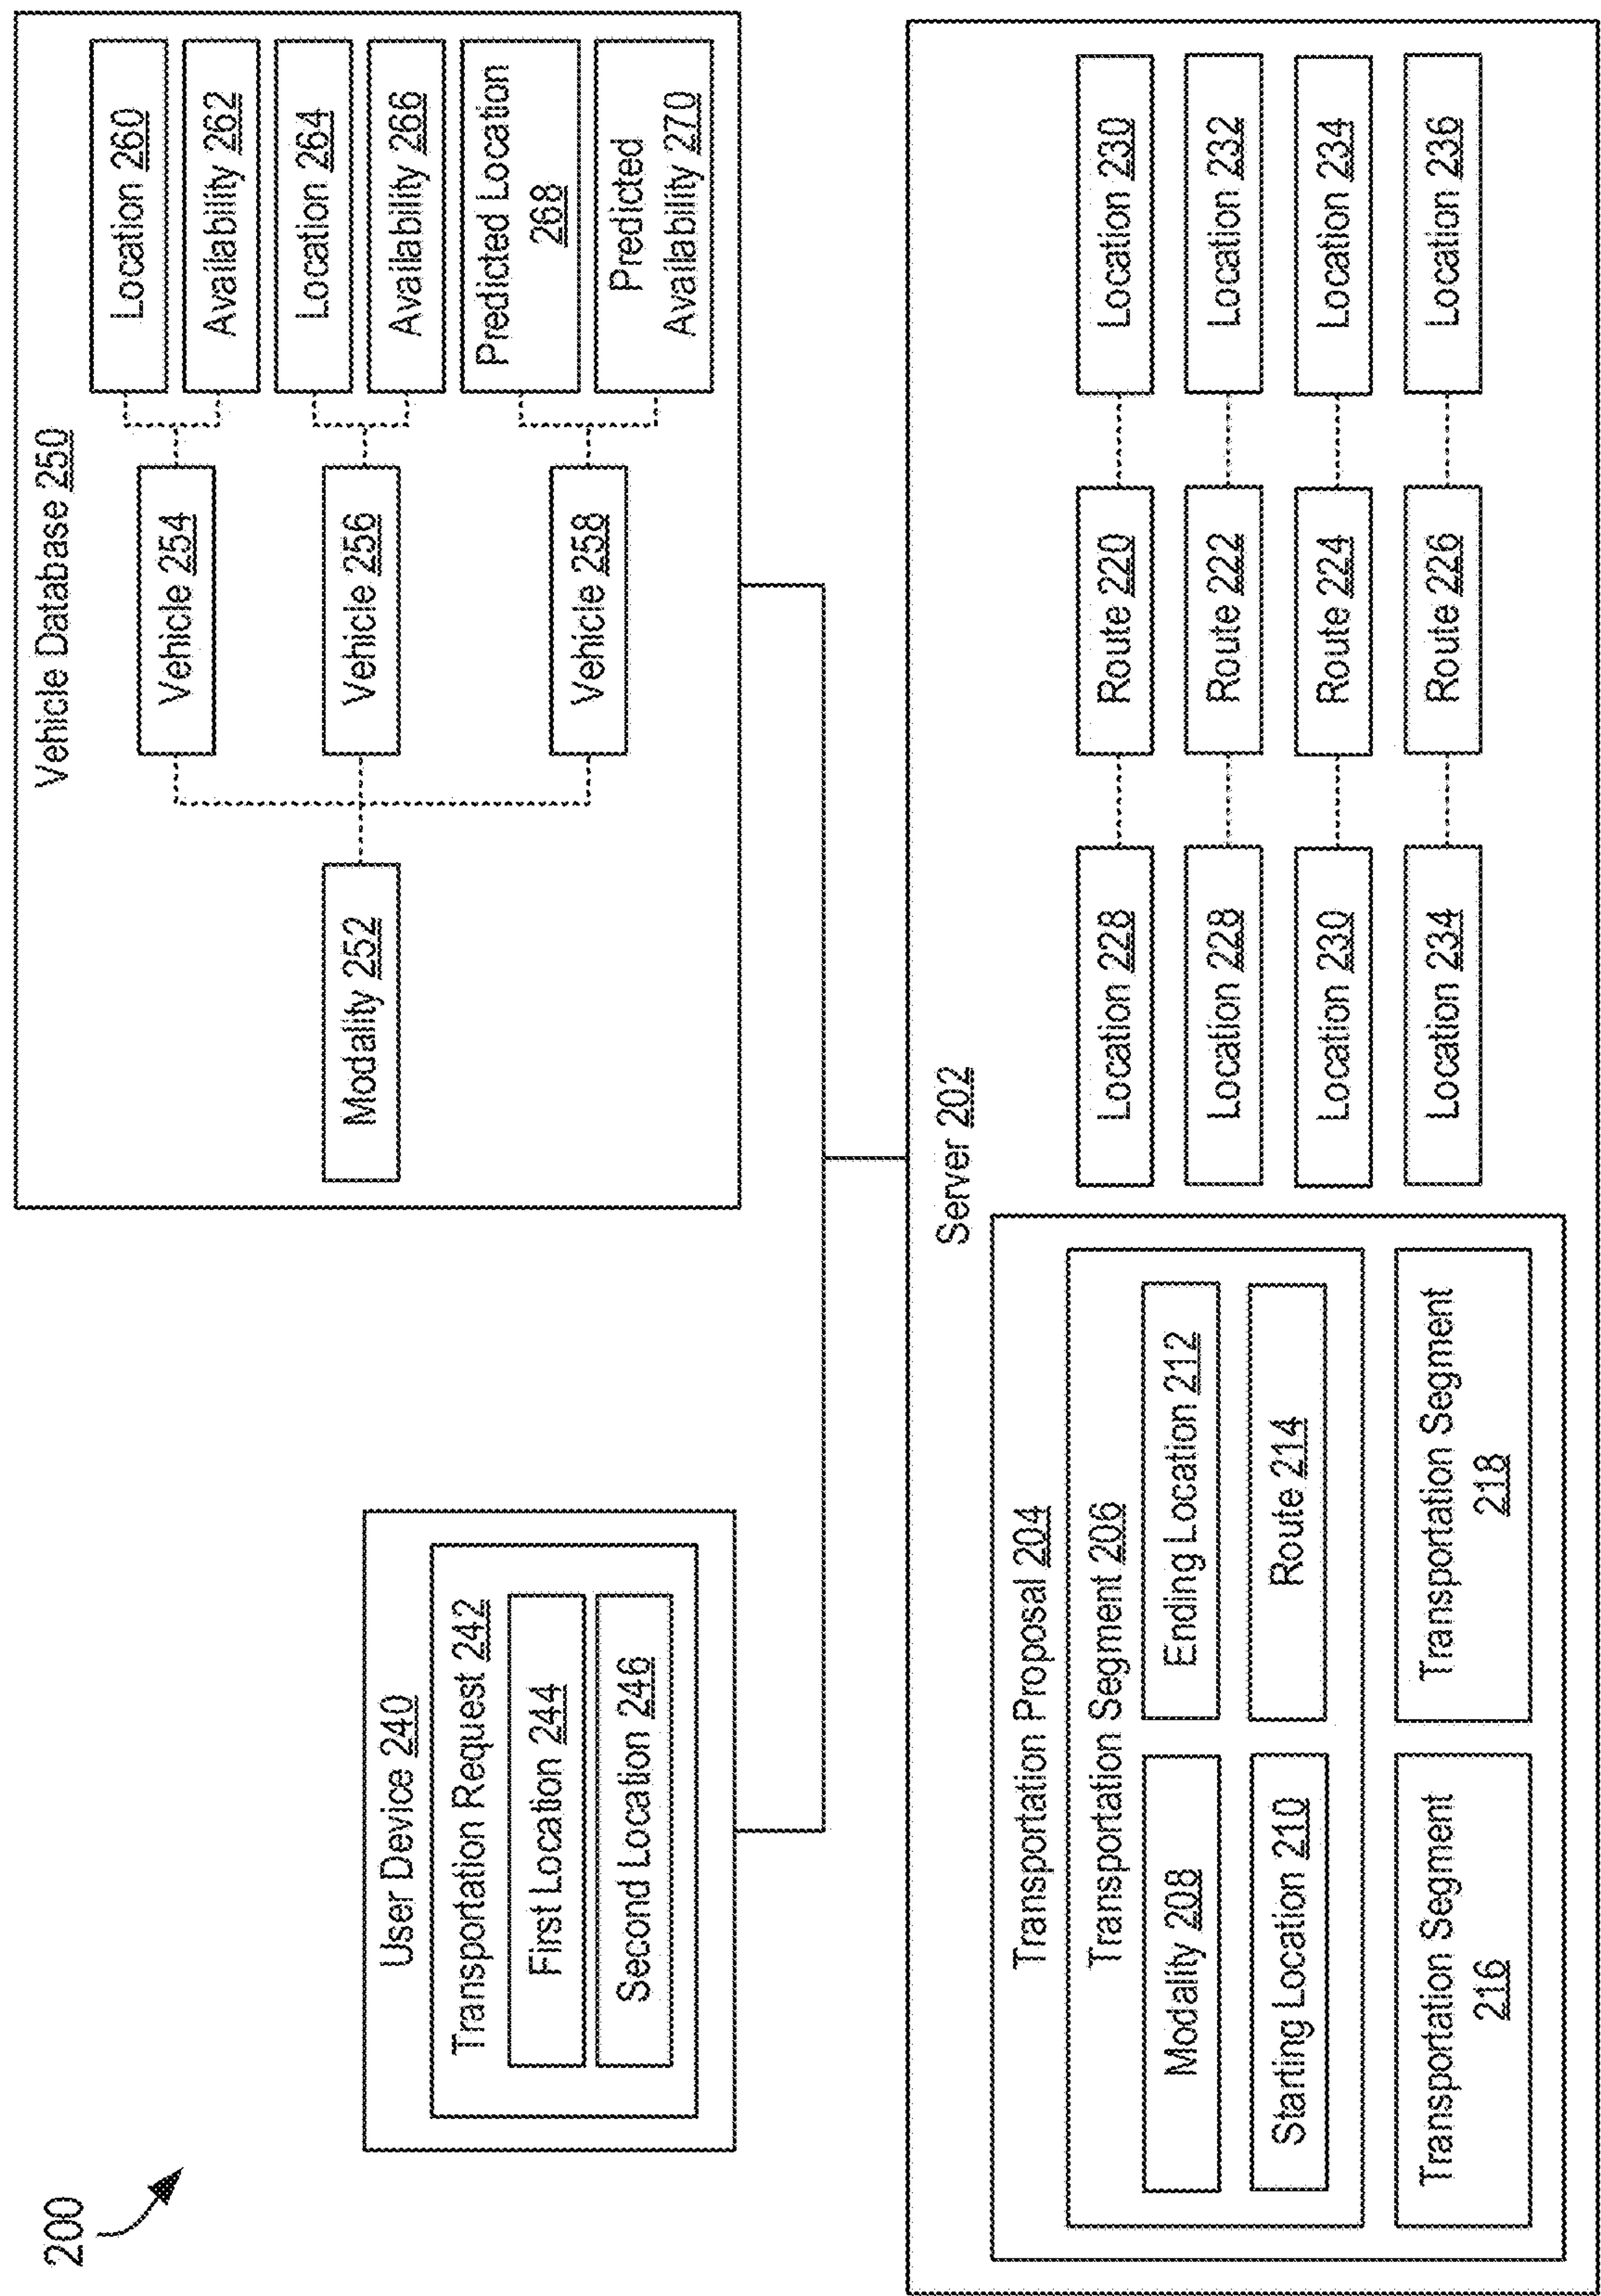 200
User Device 240
Transportation Request 242
First Location 244
Second Location 246
Vehicle Database 250
Modality 252
Vehicle 254
Location 260
Availability 262
Vehicle 256
Location 264
Availability 266
Vehicle 258
Predicted Location
268
Predicted
Availability 270
Server 202
Transportation Proposal 204
Transportation Segment 206
Modality 208
Ending Location 212
Starting Location 210
Route 214
Transportation Segment
216
Transportation Segment
218
Location 228
Route 220
Location 230
Location 228
Route 222
Location 232
Location 230
Route 224
Location 234
Location 234
Route 226
Location 236